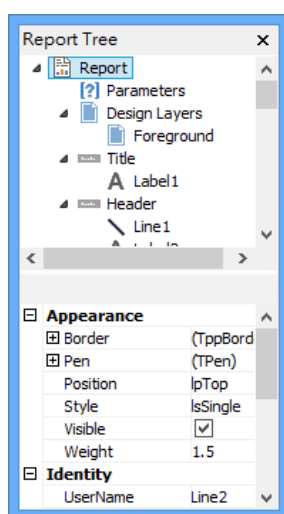 Report Tree
Report
[?] Parameters
Design Layers
Foreground
Title
A Label1
Header
Line1
Appearance
Border (TppBord
Pen (TPen)
Position lpTop
Style lsSingle
Visible
Weight 1.5
Identity
UserName Line2